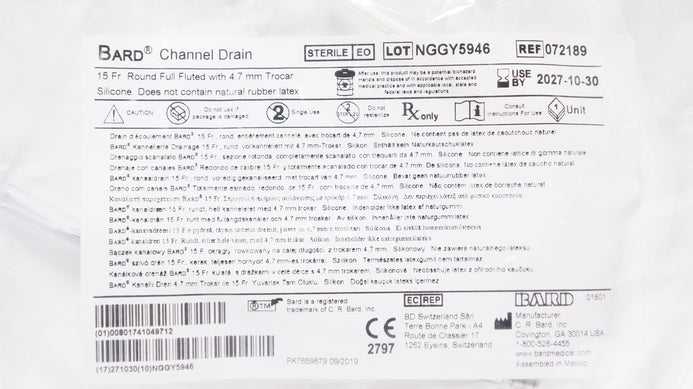 BARD® Channel Drain
STERILE EO
LOT NGGY5946
REF 072189
15 Fr. Round Full Fluted with 4.7 mm Trocar
Silicone. Does not contain natural rubber latex
After use, this product may be a potential biohazard.
Handle and dispose of in accordance with accepted
medical practice and with applicable local, state and
federal laws and regulations
USE BY 2027-10-30
CAUTION
Do not use if package is damaged
2 Single Use
Do not resterilize
Rx only
Consult Instructions For Use
1 Unit
Drain d'écoulement BARD® 15 Fr., rond, entièrement cannelé, avec trocart de 4,7 mm. Silicone. Ne contient pas de latex de caoutchouc naturel
BARD® Kannelierte Drainage 15 Fr., rund, vollkanneliert mit 4,7 mm-Trokar. Silikon. Enthält kein Naturkautschuklatex.
Drenaggio scanalato BARD® 15 Fr., sezione rotonda, completamente scanalato, con trequarti da 4,7 mm. Silicone. Non contiene lattice di gomma naturale
Drenaje con canales BARD® Redondo de calibre 15 Fr. y totalmente acanalado con trocar de 4.7 mm. De silicona. No contiene látex de caucho natural
BARD® kanaaldrain 15 Fr. rond, volledig gekanaliseerd, met trocart van 4,7 mm. Silicone. Bevat geen natuurrubber latex
Dreno com canais BARD® Totalmente estriado, redondo, de 15 Fr., com trocarte de 4,7 mm. Silicone. Não contém látex de borracha natural
BARD® kanaldræn 15 Fr. rundt, helt kanneleret med 4,7 mm trokar. Silicone. Indeholder ikke latex af naturgummi.
BARD® kanaldrän 15 Fr. runt med fullängdskanaler och 4,7 mm trokar. Av silikon. Innehåller inte naturgummilatex.
BARD® kanaldren 15 Fr. Rundt, riller hele veien, med 4,7 mm trokar. Silikon. Inneholder ikke naturgummilateks
Sączek kanałowy BARD® 15 Fr. okrągły, rowkowany na całej długości, z trokarem 4,7 mm. Silikonowy. Nie zawiera naturalnego lateksu
BARD® szívó drén 15 Fr., kerek, teljesen hornyolt 4,7 mm-es trokárral. Szilikon. Természetes latexgumit nem tartalmaz
Kanálková drenáž BARD® 15 Fr. kulatá, s drážkami v celé délce s 4,7 mm trokarem. Silikonová. Neobsahuje latex z přírodního kaučuku.
BARD® Kanallı Dren 4.7 mm Trokar ile 15 Fr. Yuvarlak Tam Oluklu. Silikon. Doğal kauçuk lateks içermez
(01)00801741049712
(17)271030(10)NGGY5946
®/TM
Bard is a registered
trademark of C. R. Bard, Inc.
PK7659679 09/2019
CE
2797
EC REP
BD Switzerland Sàrl
Terre Bonne Park - A4
Route de Crassier 17
1262 Eysins, Switzerland
BARD
01601
Manufacturer
C. R. Bard, Inc.
Covington, GA 30014 USA
1-800-526-4455
www.bardmedical.com
Assembled in Mexico